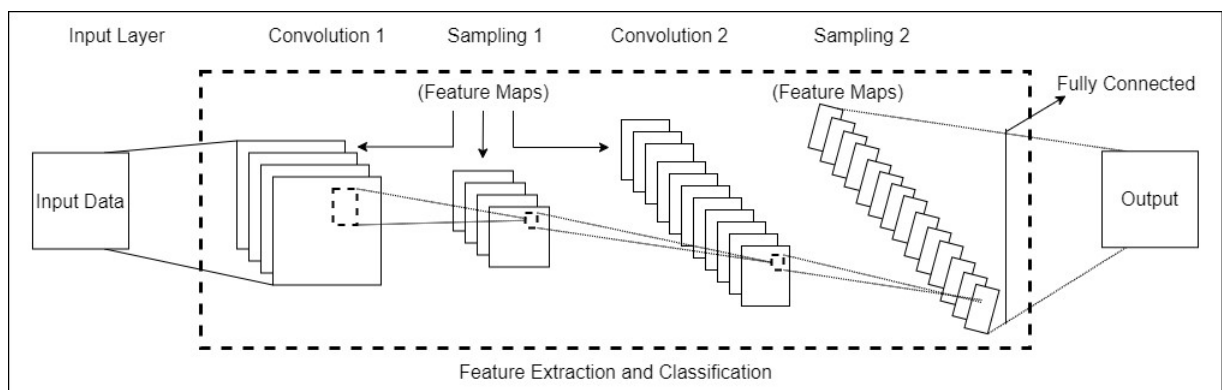 Input Layer
Convolution 1
Sampling 1
Convolution 2
Sampling 2
(Feature Maps)
(Feature Maps)
Fully Connected
Input Data
Output
Feature Extraction and Classification